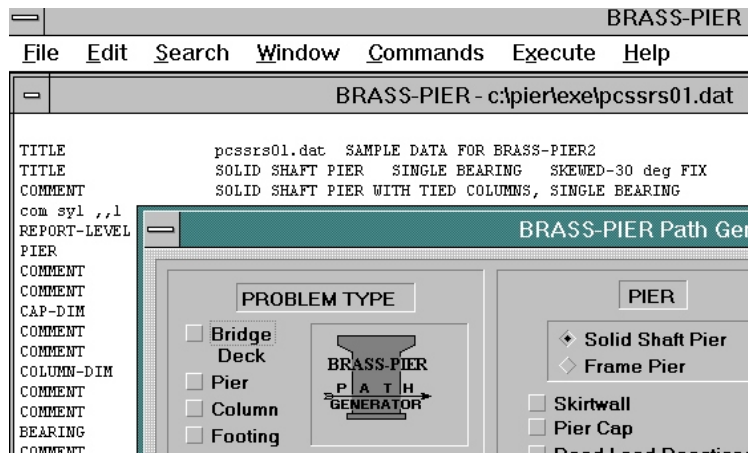 BRASS-PIER
File Edit Search Window Commands Execute Help
BRASS-PIER - c:\pier\exe\pcssrs01.dat
TITLE pcssrs01.dat SAMPLE DATA FOR BRASS-PIER2
TITLE SOLID SHAFT PIER SINGLE BEARING SKEWED-30 deg FIX
COMMENT SOLID SHAFT PIER WITH TIED COLUMNS, SINGLE BEARING
com syl ,,1
REPORT-LEVEL
PIER
COMMENT
COMMENT
CAP-DIM
COMMENT
COMMENT
COLUMN-DIM
COMMENT
COMMENT
BEARING
COMMENT
BRASS-PIER Path Ger
PROBLEM TYPE
Bridge
Deck
Pier
Column
Footing
BRASS-PIER
PATH
GENERATOR
PIER
Solid Shaft Pier
Frame Pier
Skirtwall
Pier Cap
Dead Load Reactions